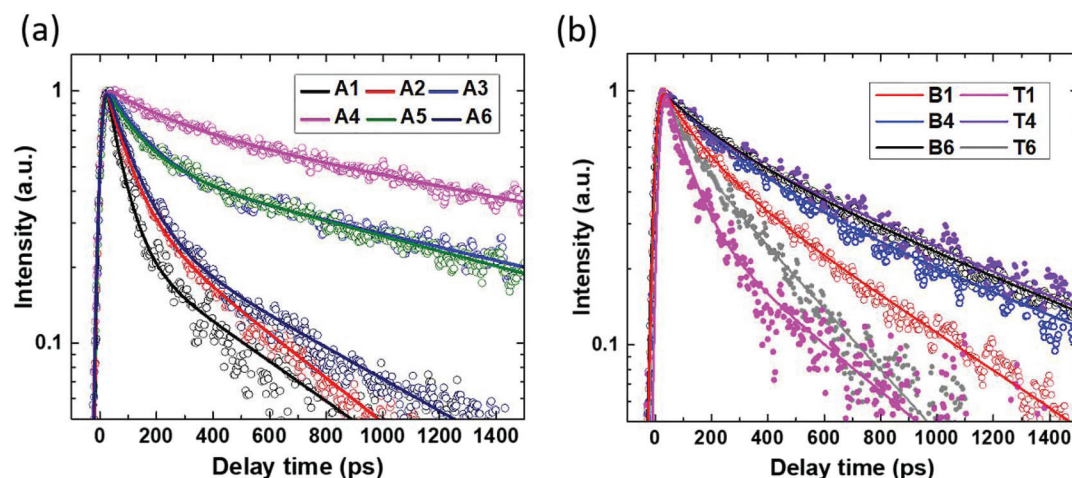 (a)
1
0.1
Intensity (a.u.)
A1 A2 A3
A4 A5 A6
0 200 400 600 800 1000 1200 1400
Delay time (ps)
(b)
1
0.1
Intensity (a.u.)
B1 T1
B4 T4
B6 T6
0 200 400 600 800 1000 1200 1400
Delay time (ps)